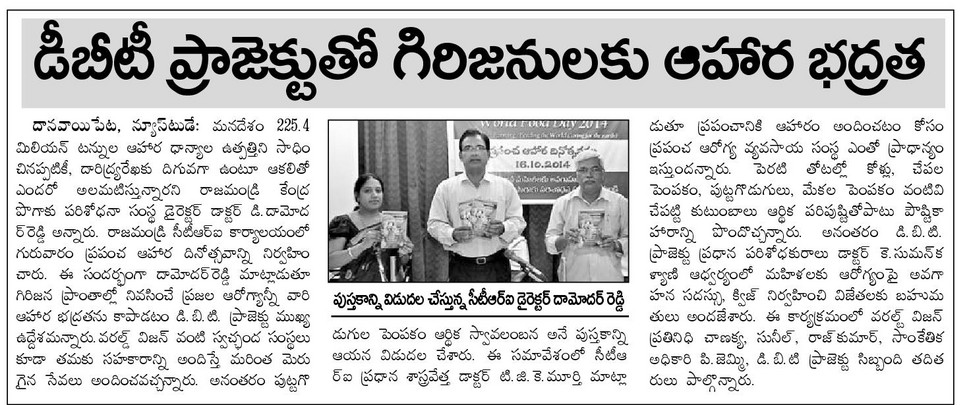 డీబీటీ ప్రాజెక్టుతో గిరిజనులకు ఆహార భద్రత
దానవాయిపేట, న్యూస్‌టుడే: మనదేశం 225.4
మిలియన్ టన్నుల ఆహార ధాన్యాల ఉత్పత్తిని సాధిం
చినప్పటికీ, దారిద్ర్యరేఖకు దిగువగా ఉంటూ ఆకలితో
ఎందరో అలమటిస్తున్నారని రాజమండ్రి కేంద్ర
పొగాకు పరిశోధనా సంస్థ డైరెక్టర్ డాక్టర్ డి.దామోద
ర్‌రెడ్డి అన్నారు. రాజమండ్రి సీటీఆర్ఐ కార్యాలయంలో
గురువారం ప్రపంచ ఆహార దినోత్సవాన్ని నిర్వహిం
చారు. ఈ సందర్భంగా దామోదర్‌రెడ్డి మాట్లాడుతూ
గిరిజన ప్రాంతాల్లో నివసించే ప్రజల ఆరోగ్యాన్ని వారి
ఆహార భద్రతను కాపాడటం డి.బి.టి. ప్రాజెక్టు ముఖ్య
ఉద్దేశమన్నారు. వరల్డ్ విజన్ వంటి స్వచ్ఛంద సంస్థలు
కూడా తమకు సహకారాన్ని అందిస్తే మరింత మెరు
గైన సేవలు అందించవచ్చన్నారు. అనంతరం పుట్టగొ
World Food Day 2014
ప్రపంచ ఆహార దినోత్సవం
16.10.2014
పుస్తకాన్ని విడుదల చేస్తున్న సీటీఆర్ఐ డైరెక్టర్ దామోదర్ రెడ్డి
డుగుల పెంపకం ఆర్థిక స్వావలంబన అనే పుస్తకాన్ని
ఆయన విడుదల చేశారు. ఈ సమావేశంలో సీటీఆ
ర్ఐ ప్రధాన శాస్త్రవేత్త డాక్టర్ టి.జి.కె.మూర్తి మాట్లా
డుతూ ప్రపంచానికి ఆహారం అందించటం కోసం
ప్రపంచ ఆరోగ్య వ్యవసాయ సంస్థ ఎంతో ప్రాధాన్యం
ఇస్తుందన్నారు. పెరటి తోటల్లో కోళ్లు, చేపల
పెంపకం, పుట్టగొడుగులు, మేకల పెంపకం వంటివి
చేపట్టి కుటుంబాలు ఆర్థిక పరిపుష్టితోపాటు పౌష్టికా
హారాన్ని పొందొచ్చన్నారు. అనంతరం డి.బి.టి.
ప్రాజెక్టు ప్రధాన పరిశోధకురాలు డాక్టర్ కె.సుమన్‌క
ళ్యాణి ఆధ్వర్యంలో మహిళలకు ఆరోగ్యంపై అవగా
హన సదస్సు, క్విజ్ నిర్వహించి విజేతలకు బహుమ
తులు అందజేశారు. ఈ కార్యక్రమంలో వరల్డ్ విజన్
ప్రతినిధి చాణక్య, సునీల్, రాజ్‌కుమార్, సాంకేతిక
అధికారి పి.జెమ్మి, డి.బి.టి ప్రాజెక్టు సిబ్బంది తదిత
రులు పాల్గొన్నారు.